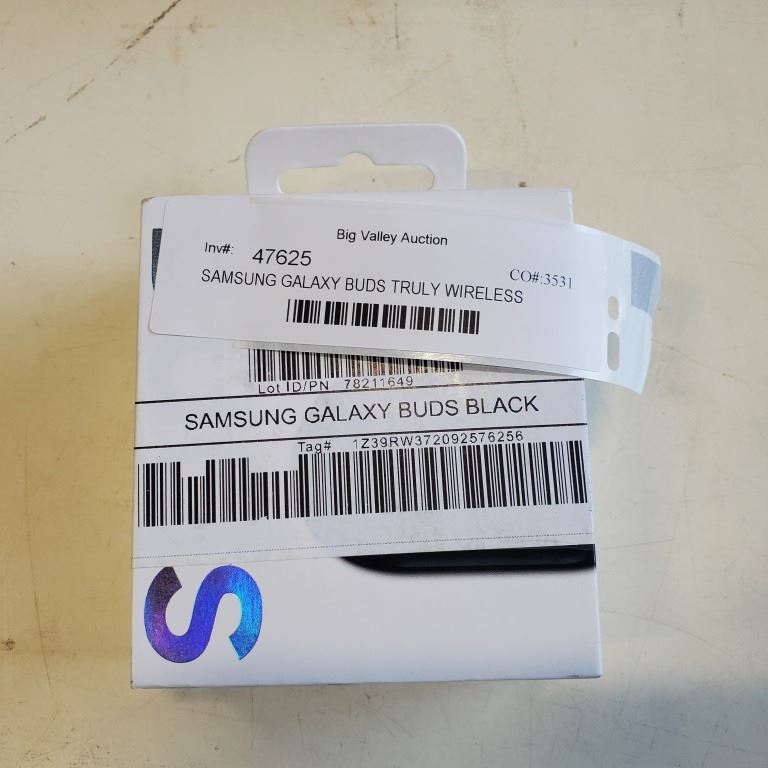 Big Valley Auction
Inv#: 47625
CO#:3531
SAMSUNG GALAXY BUDS TRULY WIRELESS
Lot ID/PN 78211649
SAMSUNG GALAXY BUDS BLACK
Tag# 1Z39RW372092576256
S